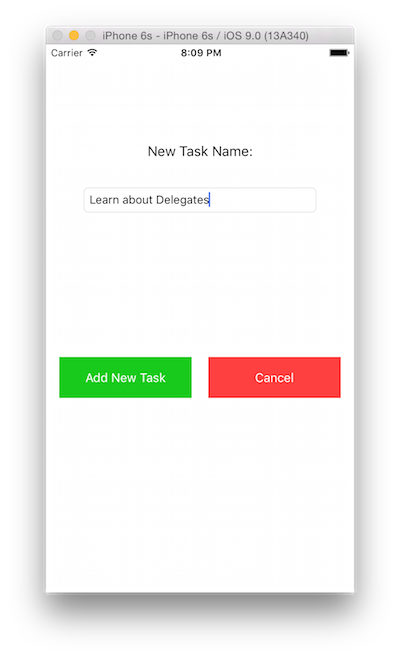 iPhone 6s - iPhone 6s / iOS 9.0 (13A340)
Carrier 8:09 PM
New Task Name:
Learn about Delegates
Add New Task Cancel